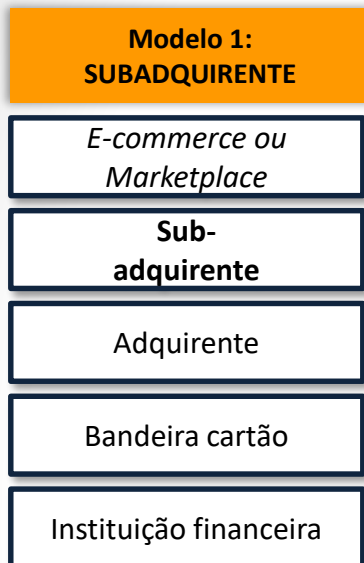 Modelo 1:
SUBADQUIRENTE
E-commerce ou
Marketplace
Sub-
adquirente
Adquirente
Bandeira cartão
Instituição financeira